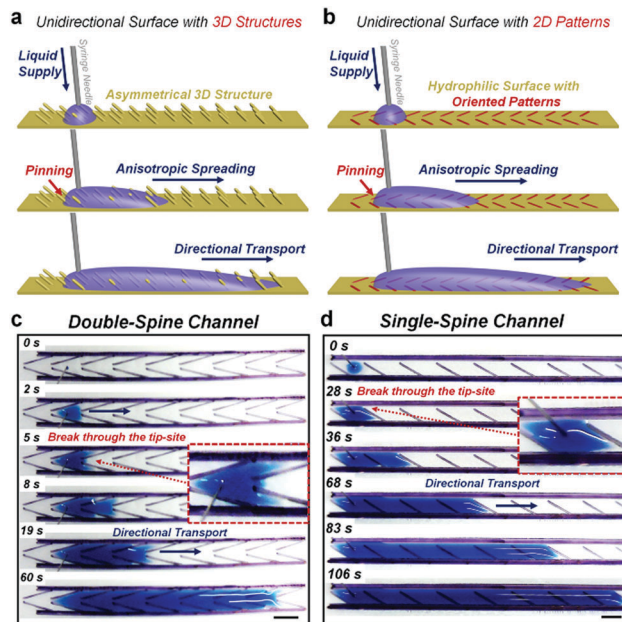 a
Unidirectional Surface with 3D Structures
Liquid
Supply
Syringe Needle
Asymmetrical 3D Structure
Pinning
Anisotropic Spreading
Directional Transport
b
Unidirectional Surface with 2D Patterns
Liquid
Supply
Syringe Needle
Hydrophilic Surface with
Oriented Patterns
Pinning
Anisotropic Spreading
Directional Transport
c
Double-Spine Channel
0 s
2 s
5 s
Break through the tip-site
8 s
19 s
Directional Transport
60 s
d
Single-Spine Channel
0 s
28 s
Break through the tip-site
36 s
68 s
Directional Transport
83 s
106 s